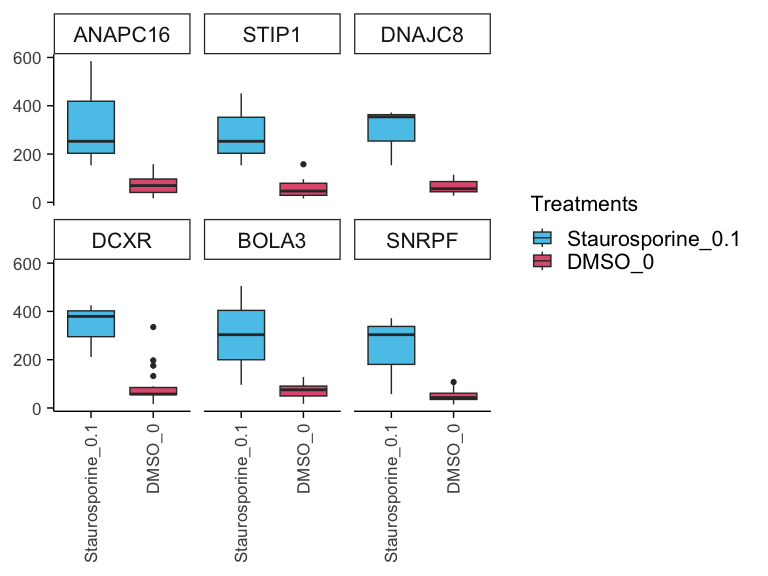 ANAPC16 STIP1 DNAJC8
600
400
200
0
DCXR BOLA3 SNRPF
600
400
200
0
Staurosporine_0.1
DMSO_0
Staurosporine_0.1
DMSO_0
Staurosporine_0.1
DMSO_0
Treatments
Staurosporine_0.1
DMSO_0